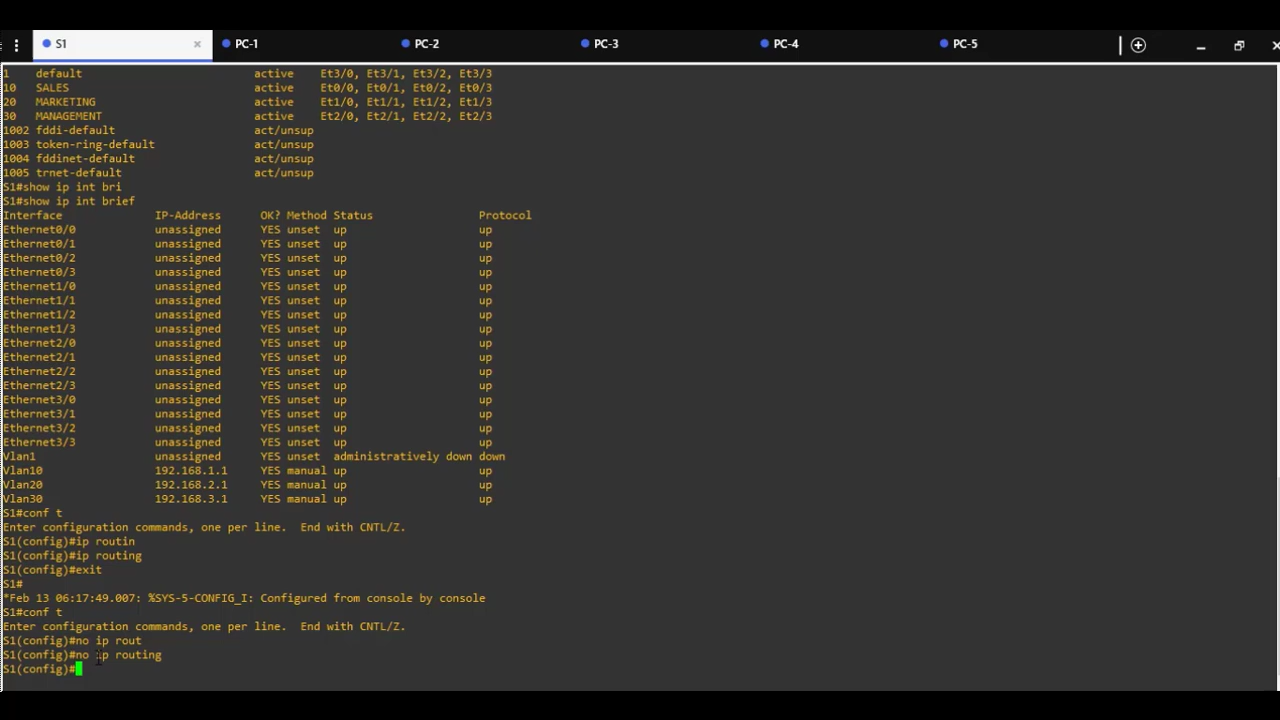 S1 × PC-1 PC-2 PC-3 PC-4 PC-5
1 default active Et3/0, Et3/1, Et3/2, Et3/3
10 SALES active Et0/0, Et0/1, Et0/2, Et0/3
20 MARKETING active Et1/0, Et1/1, Et1/2, Et1/3
30 MANAGEMENT active Et2/0, Et2/1, Et2/2, Et2/3
1002 fddi-default act/unsup
1003 token-ring-default act/unsup
1004 fddinet-default act/unsup
1005 trnet-default act/unsup
S1#show ip int bri
S1#show ip int brief
Interface IP-Address OK? Method Status Protocol
Ethernet0/0 unassigned YES unset up up
Ethernet0/1 unassigned YES unset up up
Ethernet0/2 unassigned YES unset up up
Ethernet0/3 unassigned YES unset up up
Ethernet1/0 unassigned YES unset up up
Ethernet1/1 unassigned YES unset up up
Ethernet1/2 unassigned YES unset up up
Ethernet1/3 unassigned YES unset up up
Ethernet2/0 unassigned YES unset up up
Ethernet2/1 unassigned YES unset up up
Ethernet2/2 unassigned YES unset up up
Ethernet2/3 unassigned YES unset up up
Ethernet3/0 unassigned YES unset up up
Ethernet3/1 unassigned YES unset up up
Ethernet3/2 unassigned YES unset up up
Ethernet3/3 unassigned YES unset up up
Vlan1 unassigned YES unset administratively down down
Vlan10 192.168.1.1 YES manual up up
Vlan20 192.168.2.1 YES manual up up
Vlan30 192.168.3.1 YES manual up up
S1#conf t
Enter configuration commands, one per line. End with CNTL/Z.
S1(config)#ip routin
S1(config)#ip routing
S1(config)#exit
S1#
*Feb 13 06:17:49.007: %SYS-5-CONFIG_I: Configured from console by console
S1#conf t
Enter configuration commands, one per line. End with CNTL/Z.
S1(config)#no ip rout
S1(config)#no ip routing
S1(config)#